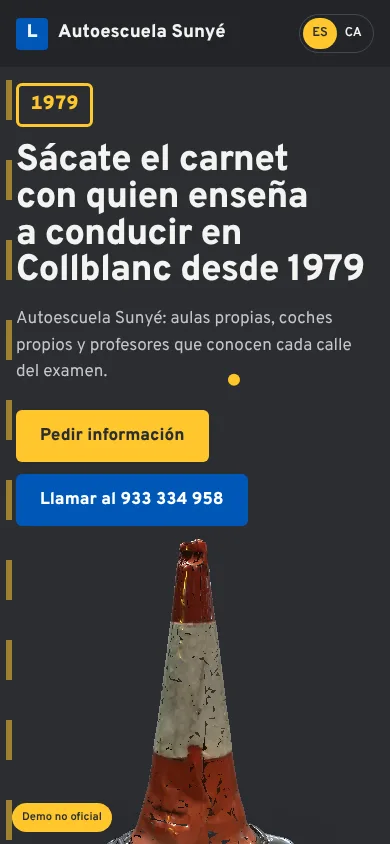 L Autoescuela Sunyé ES CA
1979
Sácate el carnet
con quien enseña
a conducir en
Collblanc desde 1979
Autoescuela Sunyé: aulas propias, coches
propios y profesores que conocen cada calle
del examen.
Pedir información
Llamar al 933 334 958
Demo no oficial